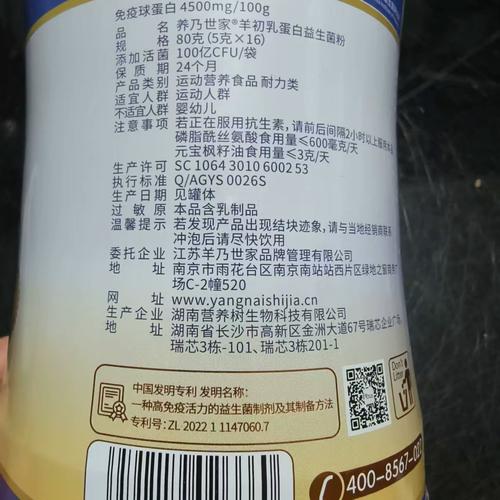 免疫球蛋白 4500mg/100g
品名 养乃世家®羊初乳蛋白益生菌粉
规格 80克(5克×16)
添加活菌 100亿CFU/袋
保质期 24个月
产品类别 运动营养食品 耐力类
适宜人群 运动人群
不适宜人群 婴幼儿
注意事项 若正在服用抗生素,请前后间隔2小时以上服用本品
磷脂酰丝氨酸食用量≤600毫克/天
元宝枫籽油食用量≤3克/天
生产许可 SC 1064 3010 6002 53
执行标准 Q/AGYS 0026S
生产日期 见罐体
过敏原 本品含乳制品
温馨提示 若发现产品出现结块迹象,请与当地经销商联系
冲泡后请尽快饮用
委托企业 江苏羊乃世家品牌管理有限公司
地址 南京市雨花台区南京南站站西片区绿地之窗商务广
场C-2幢520
网址 www.yangnaishijia.cn
生产企业 湖南营养树生物科技有限公司
地址 湖南省长沙市高新区金洲大道67号瑞芯企业广场,
瑞芯3栋-101、瑞芯3栋201-1
中国发明专利 发明名称:
一种高免疫活力的益生菌制剂及其制备方法
专利号: ZL 2022 1 1147060.7
Don't
Litter
400-8567-02